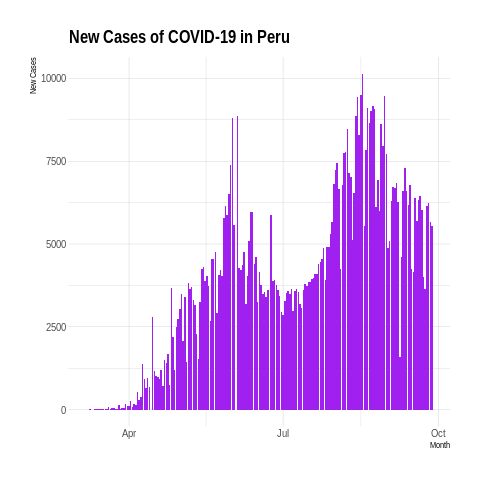 New Cases of COVID-19 in Peru
New Cases
10000
7500
5000
2500
0
Apr
Jul
Oct
Month